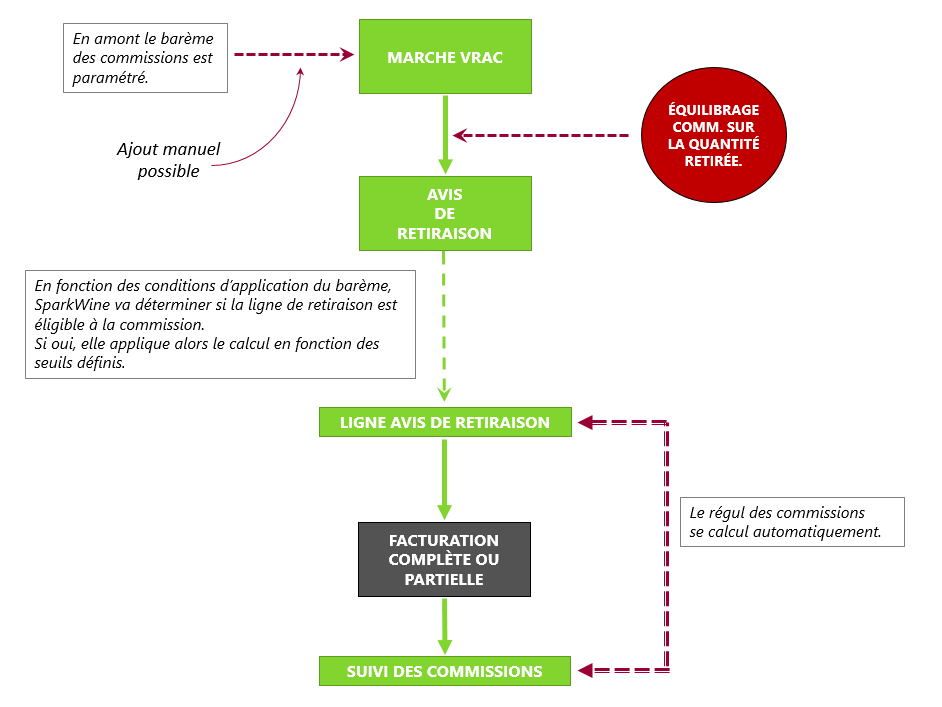 En amont le barème
des commissions est
paramétré.
MARCHE VRAC
ÉQUILIBRAGE
COMM. SUR
LA QUANTITÉ
RETIRÉE.
Ajout manuel
possible
AVIS
DE
RETIRAISON
En fonction des conditions d’application du barème,
SparkWine va déterminer si la ligne de retiraison est
éligible à la commission.
Si oui, elle applique alors le calcul en fonction des
seuils définis.
LIGNE AVIS DE RETIRAISON
Le régul des commissions
se calcul automatiquement.
FACTURATION
COMPLÈTE OU
PARTIELLE
SUIVI DES COMMISSIONS